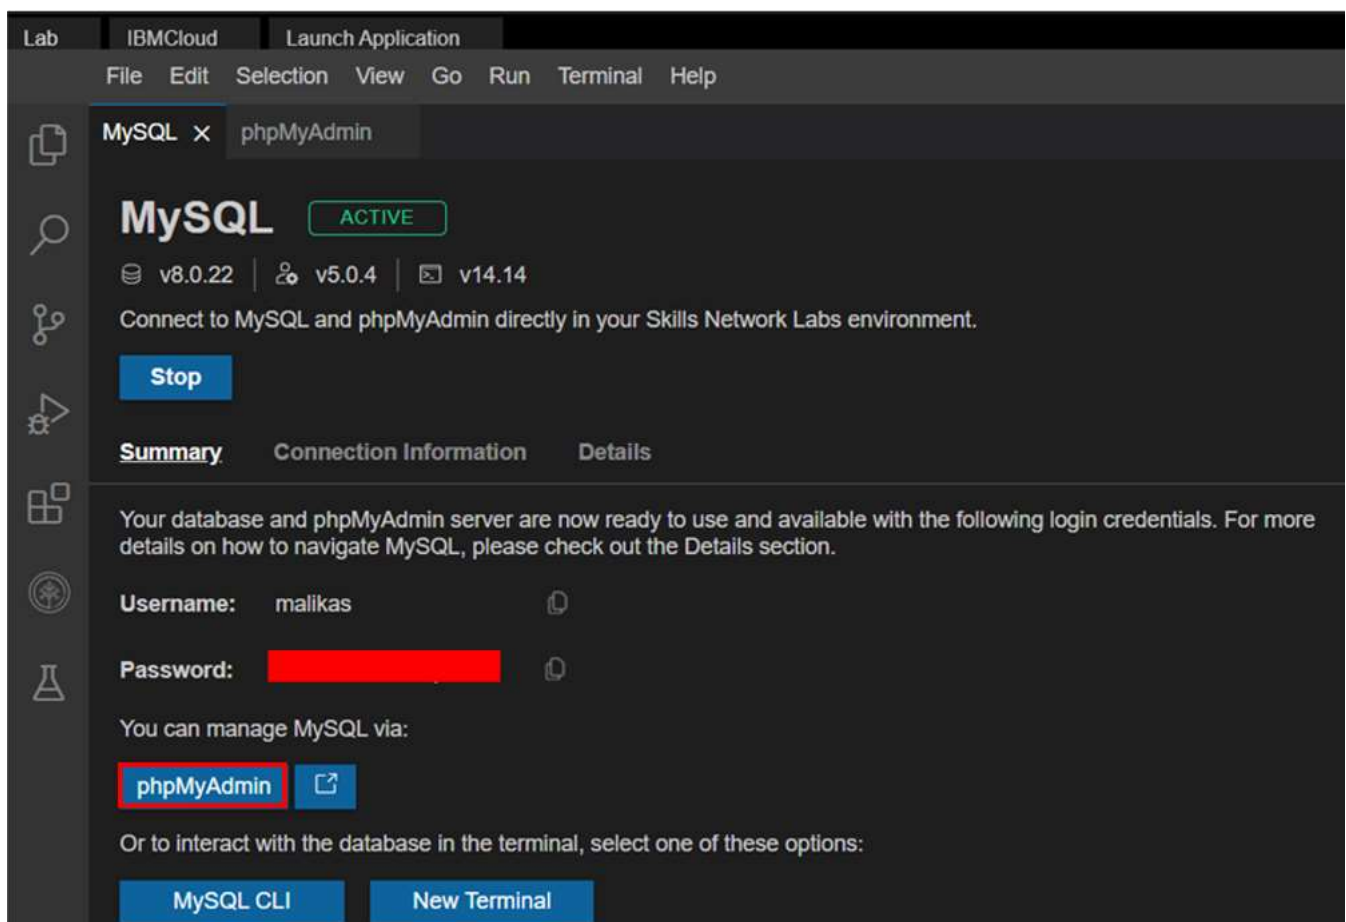 Lab IBMCloud Launch Application
File Edit Selection View Go Run Terminal Help
MySQL × phpMyAdmin
MySQL ACTIVE
v8.0.22 v5.0.4 v14.14
Connect to MySQL and phpMyAdmin directly in your Skills Network Labs environment.
Stop
Summary Connection Information Details
Your database and phpMyAdmin server are now ready to use and available with the following login credentials. For more
details on how to navigate MySQL, please check out the Details section.
Username: malikas
Password:
You can manage MySQL via:
phpMyAdmin
Or to interact with the database in the terminal, select one of these options:
MySQL CLI New Terminal